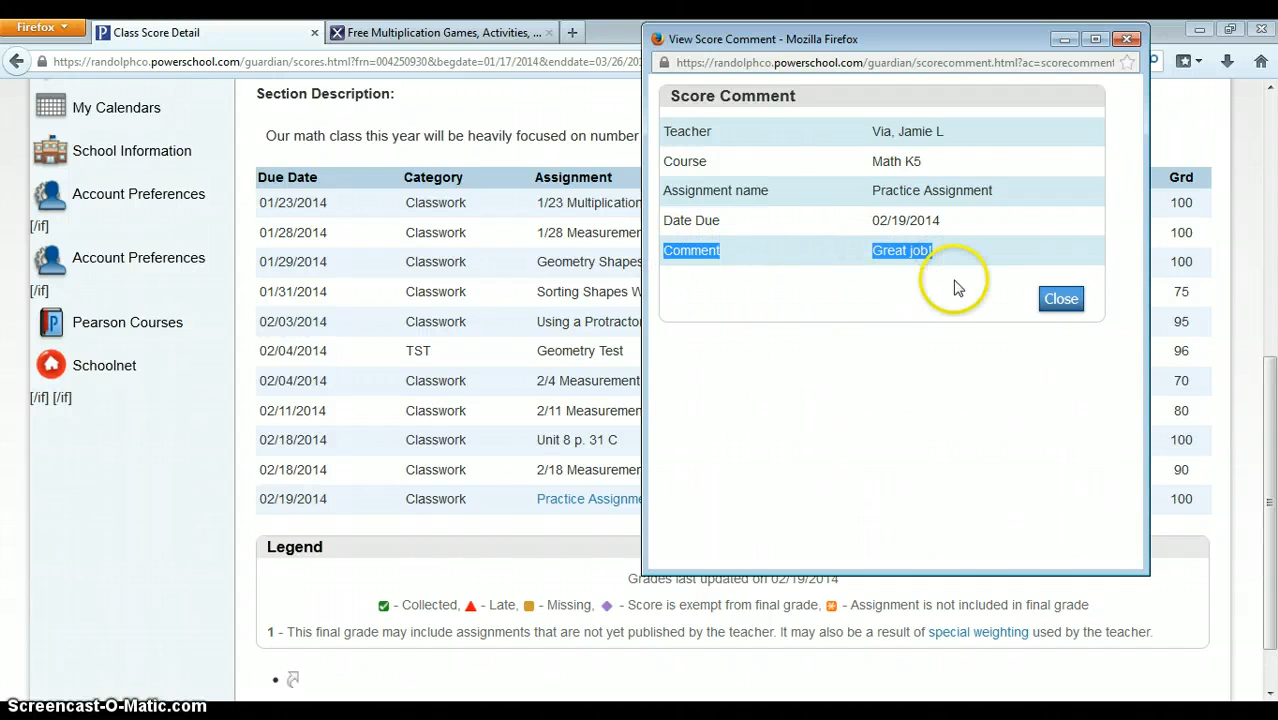 Firefox
Class Score Detail
Free Multiplication Games, Activities, ...
https://randolphco.powerschool.com/guardian/scores.html?frn=004250930&begdate=01/17/2014&enddate=03/26/201
My Calendars
School Information
Account Preferences
[/if]
Account Preferences
[/if]
Pearson Courses
Schoolnet
[/if] [/if]
Section Description:
Our math class this year will be heavily focused on number
Due Date Category Assignment Grd
01/23/2014 Classwork 1/23 Multiplication 100
01/28/2014 Classwork 1/28 Measurem 100
01/29/2014 Classwork Geometry Shapes 100
01/31/2014 Classwork Sorting Shapes W 75
02/03/2014 Classwork Using a Protracto 95
02/04/2014 TST Geometry Test 96
02/04/2014 Classwork 2/4 Measurement 70
02/11/2014 Classwork 2/11 Measuremen 80
02/18/2014 Classwork Unit 8 p. 31 C 100
02/18/2014 Classwork 2/18 Measuremen 90
02/19/2014 Classwork Practice Assignme 100
View Score Comment - Mozilla Firefox
https://randolphco.powerschool.com/guardian/scorecomment.html?ac=scorecomment
Score Comment
Teacher Via, Jamie L
Course Math K5
Assignment name Practice Assignment
Date Due 02/19/2014
Comment Great job!
Close
Legend
Grades last updated on 02/19/2014
- Collected, - Late, - Missing, - Score is exempt from final grade, - Assignment is not included in final grade
1 - This final grade may include assignments that are not yet published by the teacher. It may also be a result of special weighting used by the teacher.
Screencast-O-Matic.com